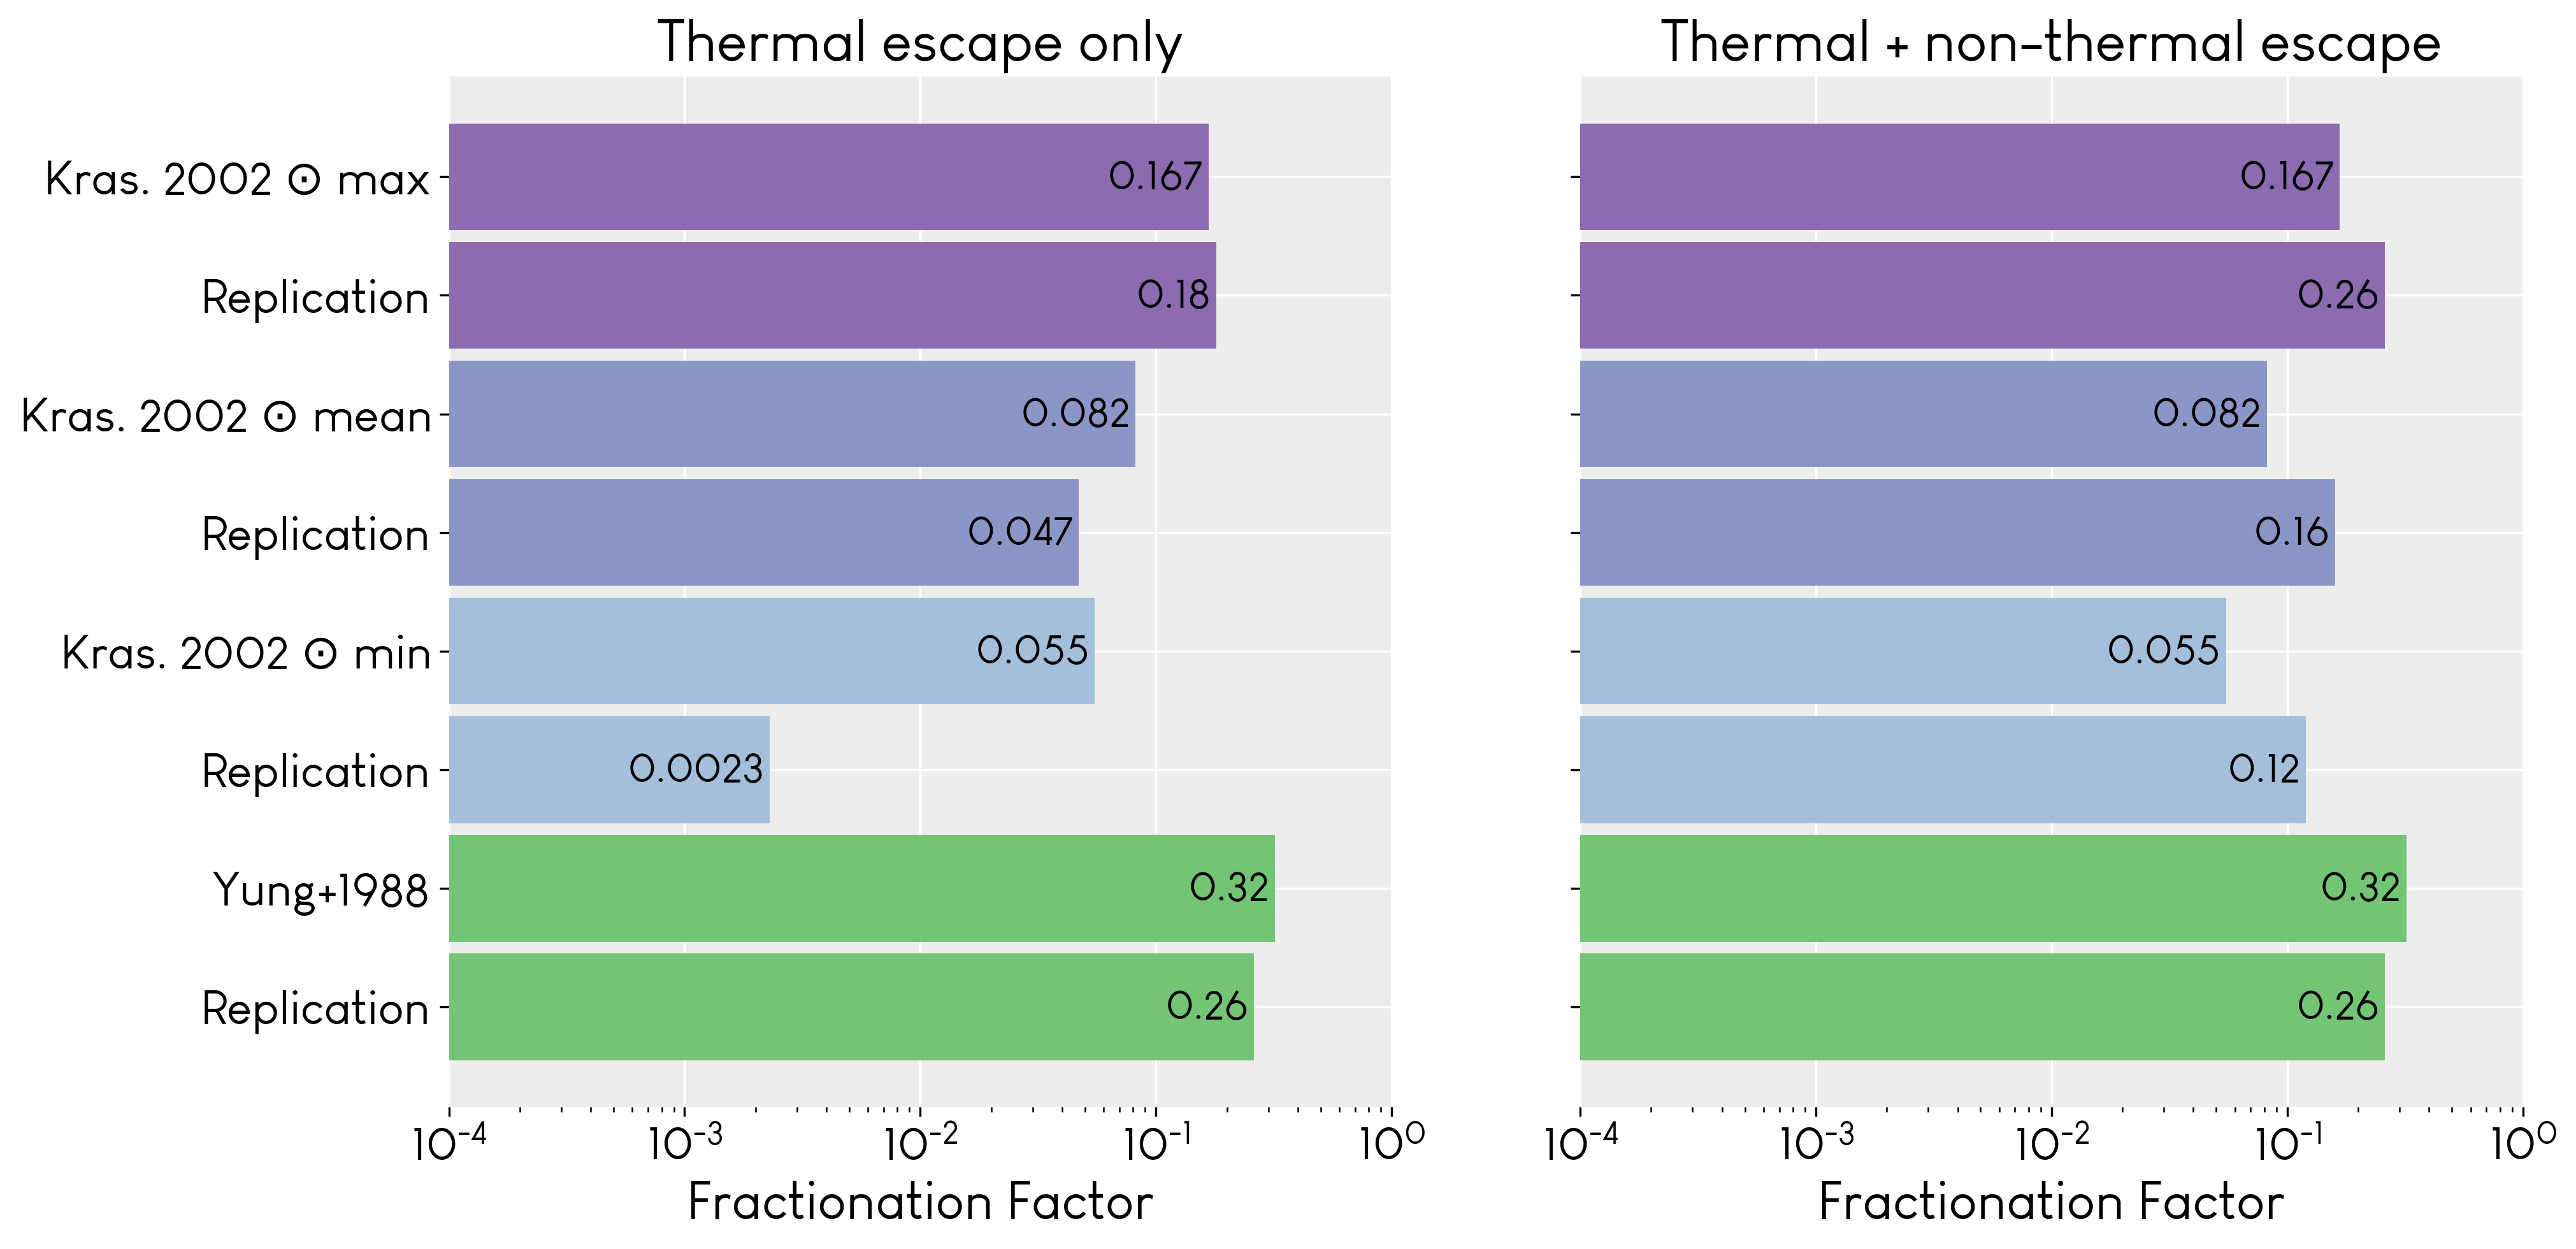 Thermal escape only
Kras. 2002 ⊙ max
0.167
Replication
0.18
Kras. 2002 ⊙ mean
0.082
Replication
0.047
Kras. 2002 ⊙ min
0.055
Replication
0.0023
Yung+1988
0.32
Replication
0.26
10⁻⁴ 10⁻³ 10⁻² 10⁻¹ 10⁰
Fractionation Factor
Thermal + non-thermal escape
0.167
0.26
0.082
0.16
0.055
0.12
0.32
0.26
10⁻⁴ 10⁻³ 10⁻² 10⁻¹ 10⁰
Fractionation Factor